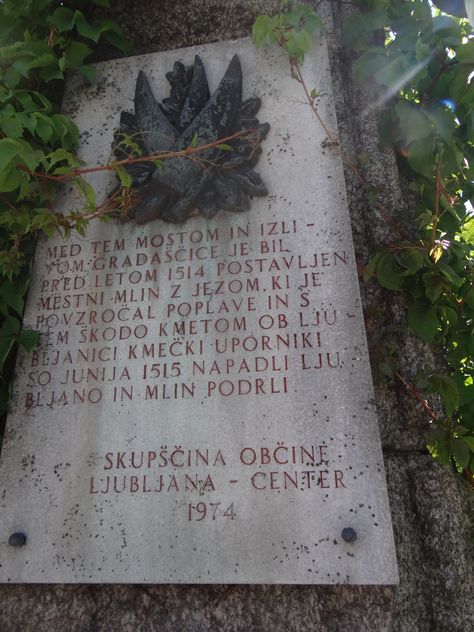 MED TEM MOSTOM IN IZLI-
VOM GRADAŠČICE JE BIL
PRED LETOM 1514 POSTAVLJEN
MESTNI MLIN Z JEZOM, KI JE
POVZROČAL POPLAVE IN S
TEM ŠKODO KMETOM OB LJU-
BLJANICI KMEČKI UPORNIKI
SO JUNIJA 1515 NAPADLI LJU
BLJANO IN MLIN PODRLI
SKUPŠČINA OBČINE
LJUBLJANA - CENTER
1974